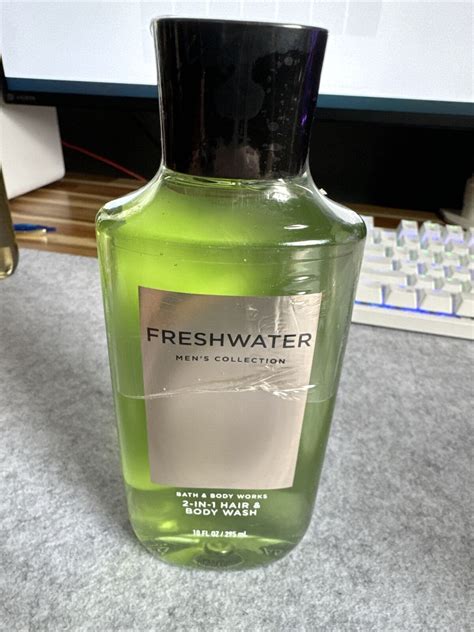 FRESHWATER
MEN'S COLLECTION
BATH & BODY WORKS
2-IN-1 HAIR &
BODY WASH
10 FL OZ / 295 mL